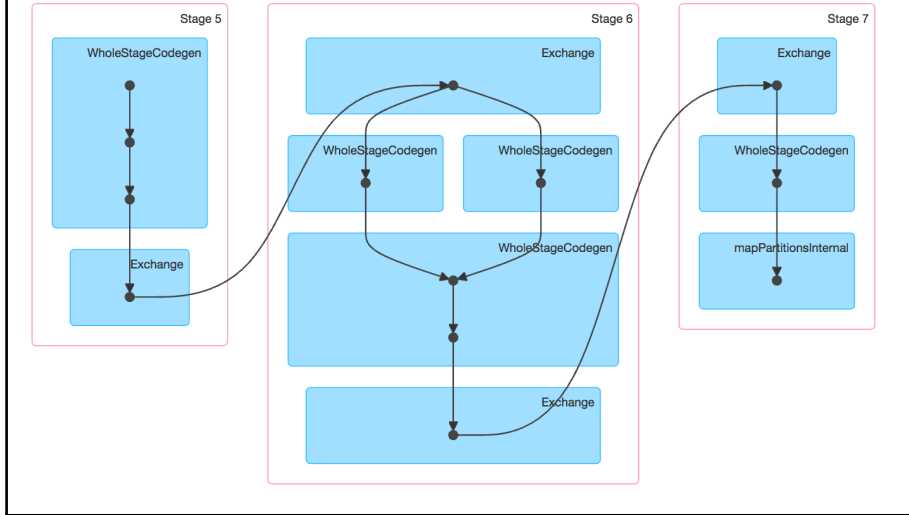 Stage 5
WholeStageCodegen
Exchange
Stage 6
Exchange
WholeStageCodegen
WholeStageCodegen
WholeStageCodegen
Exchange
Stage 7
Exchange
WholeStageCodegen
mapPartitionsInternal